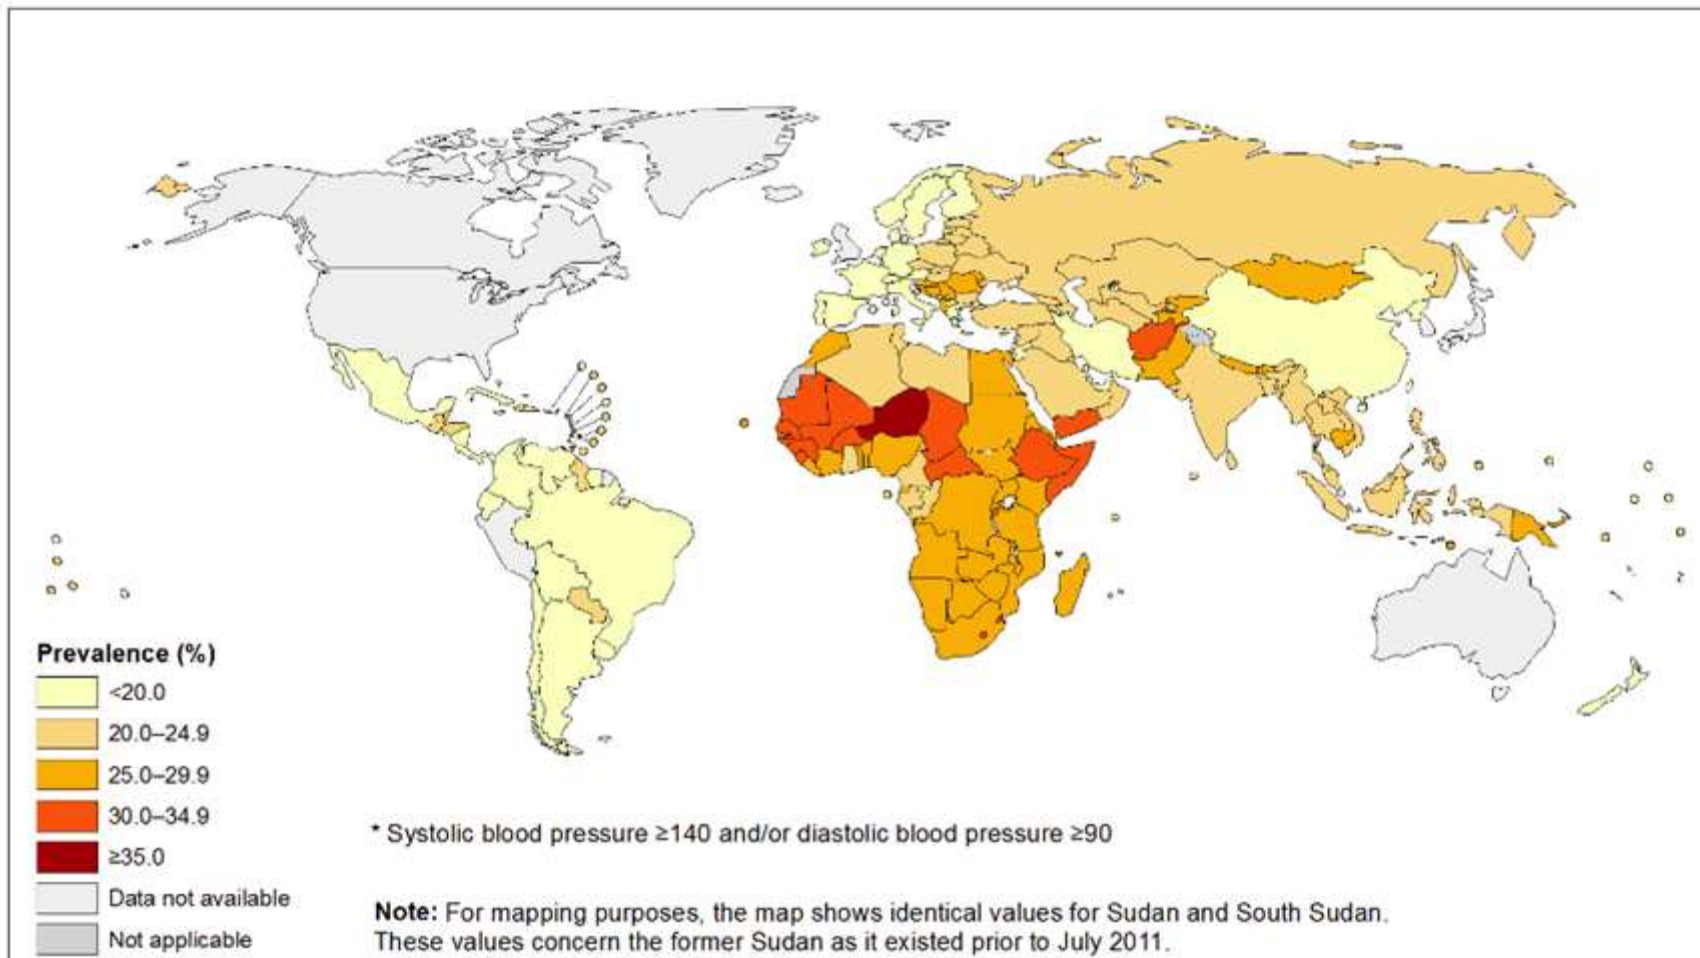 Prevalence (%)
<20.0
20.0–24.9
25.0–29.9
30.0–34.9
≥35.0
Data not available
Not applicable
* Systolic blood pressure ≥140 and/or diastolic blood pressure ≥90
Note: For mapping purposes, the map shows identical values for Sudan and South Sudan.
These values concern the former Sudan as it existed prior to July 2011.